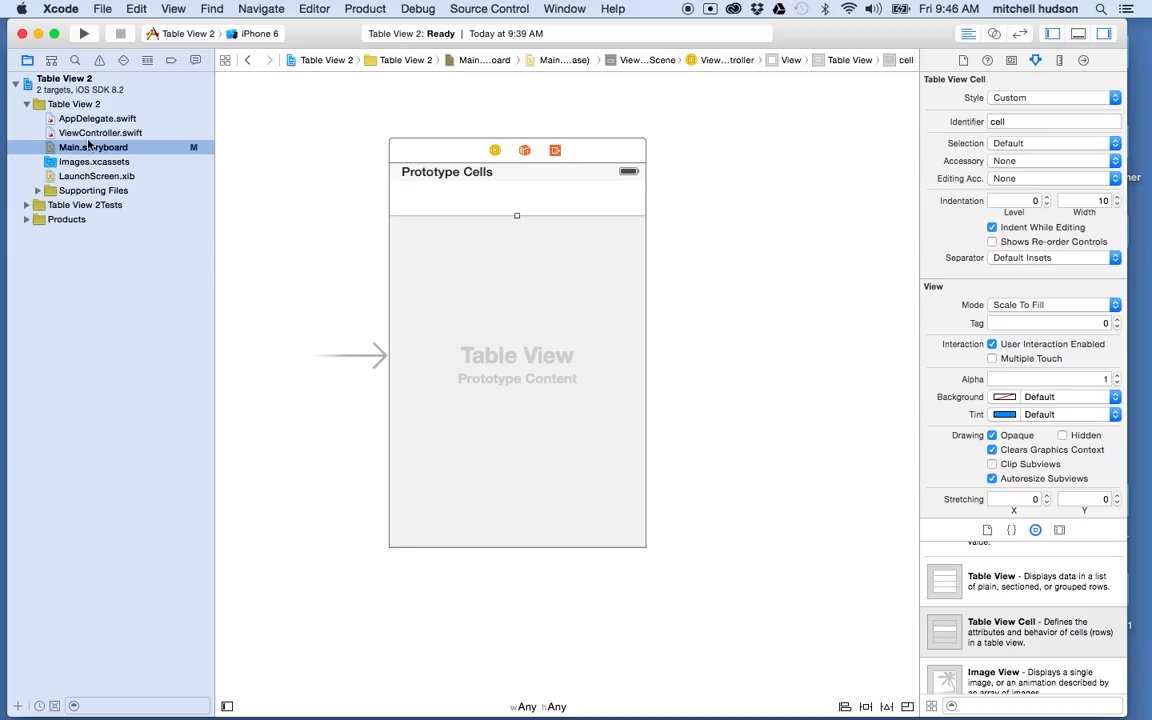 Xcode File Edit View Find Navigate Editor Product Debug Source Control Window Help Fri 9:46 AM mitchell hudson
Table View 2 iPhone 6 Table View 2: Ready Today at 9:39 AM
Table View 2 Table View 2 Main....oard Main....ase) View...Scene View...troller View Table View cell
Table View 2
2 targets, iOS SDK 8.2
Table View 2
AppDelegate.swift
ViewController.swift
Main.storyboard M
Images.xcassets
LaunchScreen.xib
Supporting Files
Table View 2Tests
Products
Prototype Cells
Table View
Prototype Content
wAny hAny
Table View Cell
Style Custom
Identifier cell
Selection Default
Accessory None
Editing Acc. None
Indentation 0 10
Level Width
Indent While Editing
Shows Re-order Controls
Separator Default Insets
View
Mode Scale To Fill
Tag 0
Interaction User Interaction Enabled
Multiple Touch
Alpha 1
Background Default
Tint Default
Drawing Opaque Hidden
Clears Graphics Context
Clip Subviews
Autoresize Subviews
Stretching 0 0
X Y
value.
Table View - Displays data in a list
of plain, sectioned, or grouped rows.
Table View Cell - Defines the
attributes and behavior of cells (rows)
in a table view.
Image View - Displays a single
image, or an animation described by
an array of images.